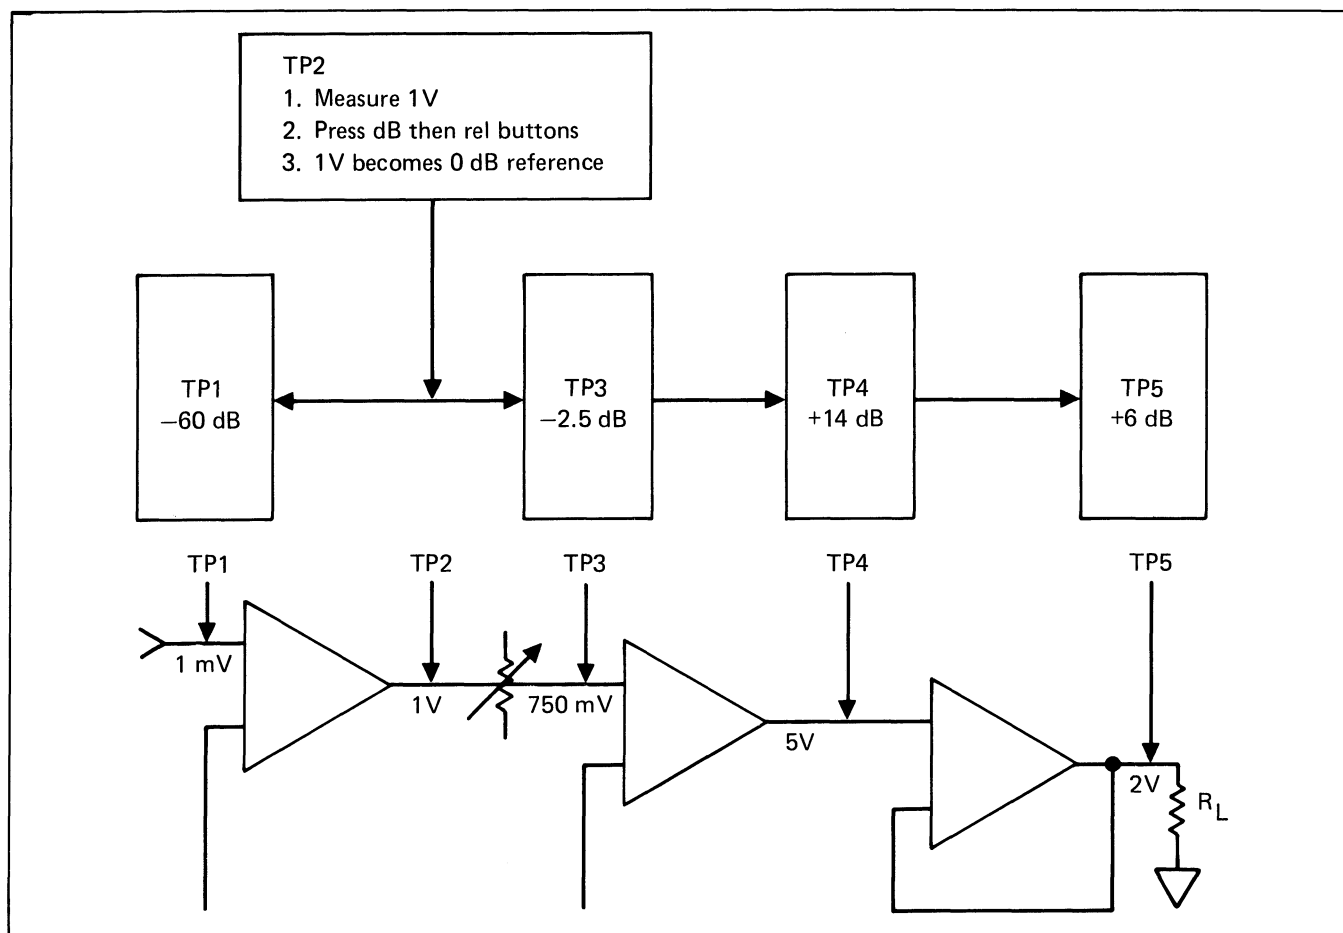 TP2
1. Measure 1V
2. Press dB then rel buttons
3. 1V becomes 0 dB reference
TP1
−60 dB
TP3
−2.5 dB
TP4
+14 dB
TP5
+6 dB
TP1
TP2
TP3
TP4
TP5
1 mV
1V
750 mV
5V
2V
RL